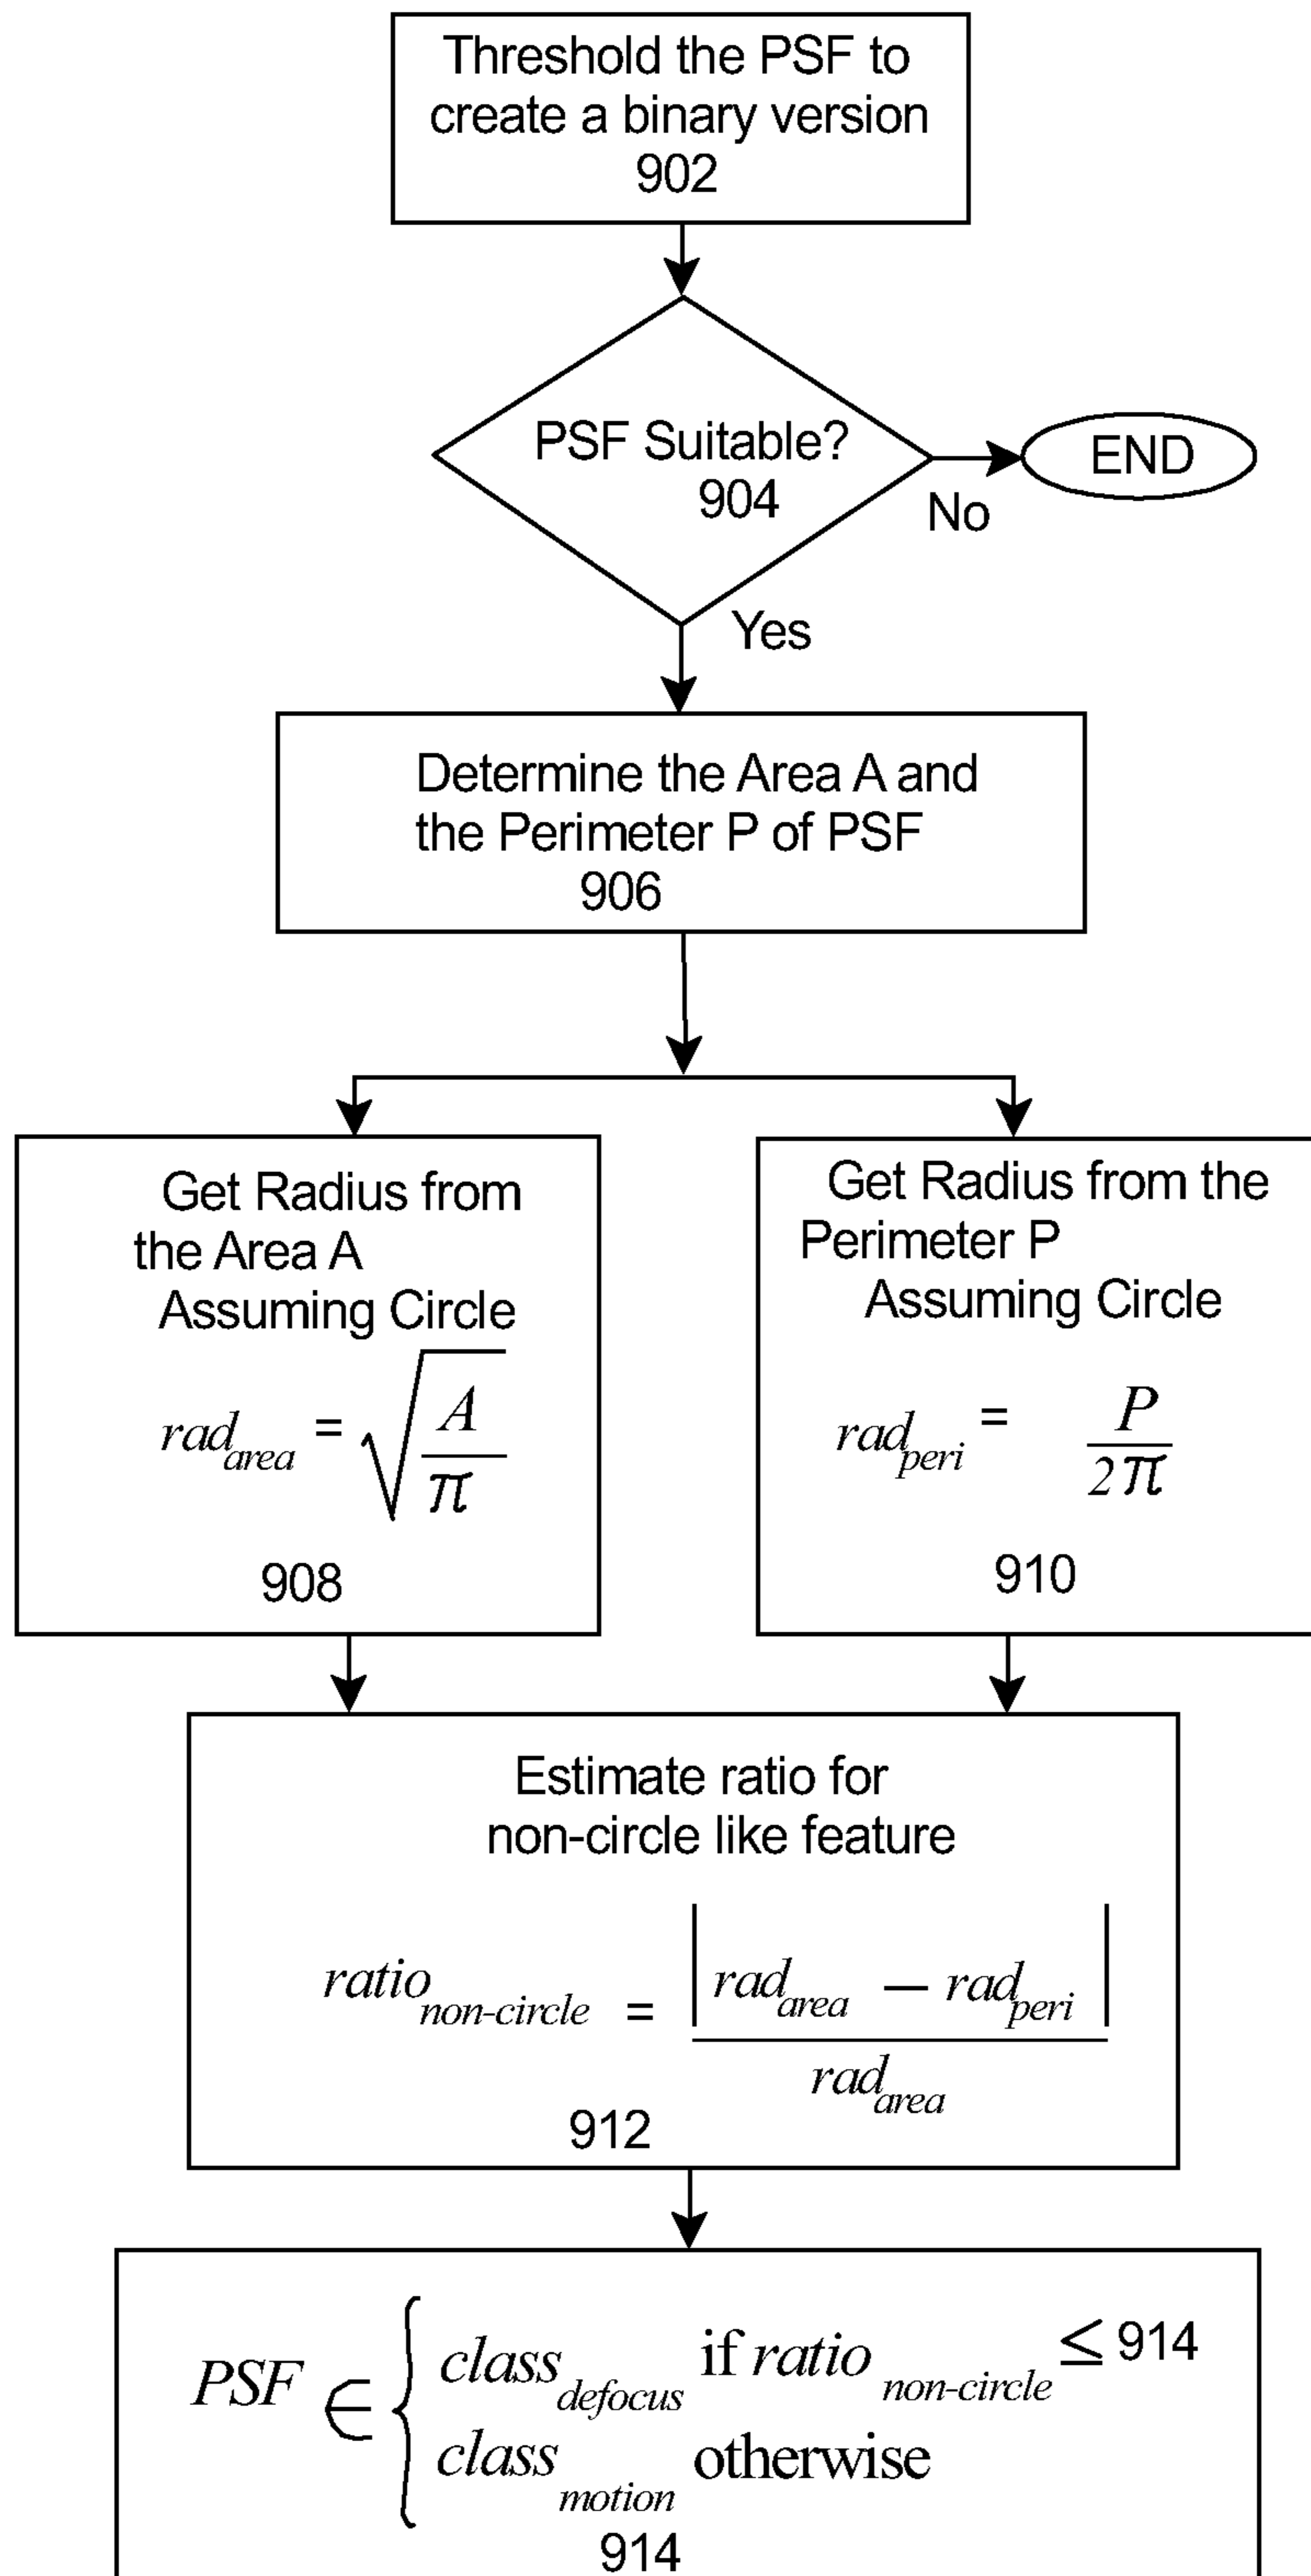 Threshold the PSF to
create a binary version
902
PSF Suitable?
904
No
END
Yes
Determine the Area A and
the Perimeter P of PSF
906
Get Radius from
the Area A
Assuming Circle
rad_area = √(A/π)
908
Get Radius from the
Perimeter P
Assuming Circle
rad_peri = P/2π
910
Estimate ratio for
non-circle like feature
ratio_non-circle = |rad_area — rad_peri| / rad_area
912
PSF ∈ { class_defocus if ratio_non-circle ≤ 914
class_motion otherwise
914